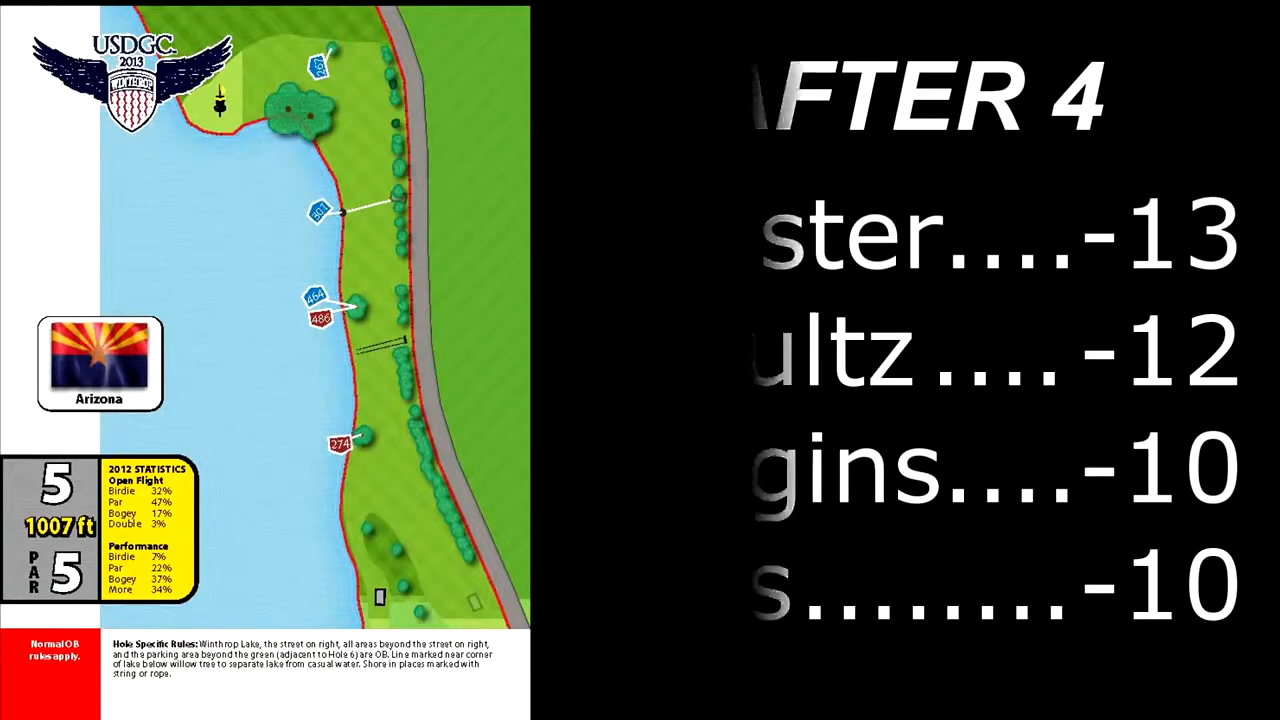 USDGC.
2013
WINTHROP
267
301
464
486
274
Arizona
5
1007 ft
PAR 5
2012 STATISTICS
Open Flight
Birdie 32%
Par 47%
Bogey 17%
Double 3%
Performance
Birdie 7%
Par 22%
Bogey 37%
More 34%
Normal OB
rules apply.
Hole Specific Rules: Winthrop Lake, the street on right, all areas beyond the street on right,
and the parking area beyond the green (adjacent to Hole 6) are OB. Line marked near corner
of lake below willow tree to separate lake from casual water. Shore in places marked with
string or rope.
AFTER 4
ster....-13
ultz....-12
gins....-10
s........-10